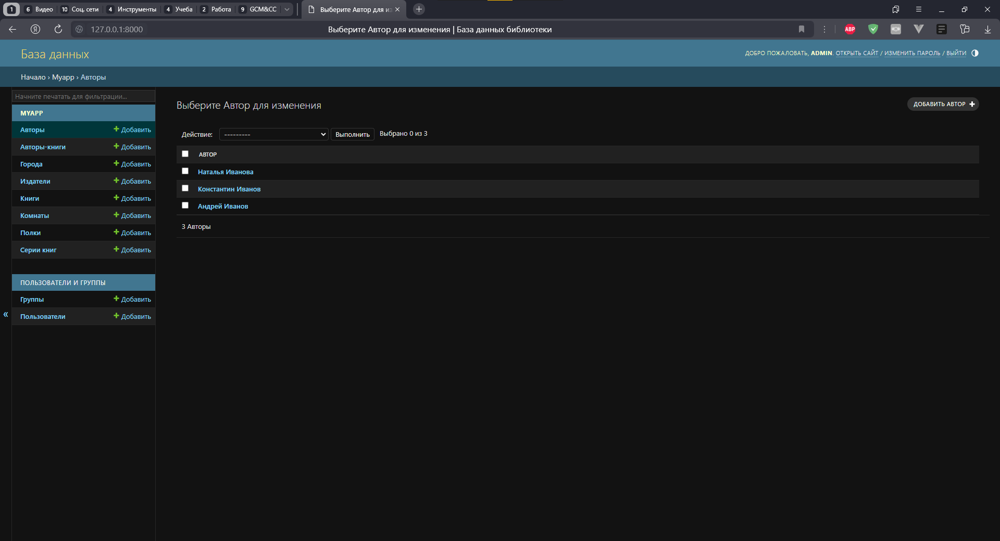 1 6 Видео 10 Соц. сети 4 Инструменты 4 Учеба 2 Работа 9 GCM&CC Выберите Автор для из
127.0.0.1:8000 Выберите Автор для изменения | База данных библиотеки ABP
База данных ДОБРО ПОЖАЛОВАТЬ, ADMIN. ОТКРЫТЬ САЙТ / ИЗМЕНИТЬ ПАРОЛЬ / ВЫЙТИ
Начало › Myapp › Авторы
Начните печатать для фильтрации...
MYAPP
Авторы Добавить
Авторы-книги Добавить
Города Добавить
Издатели Добавить
Книги Добавить
Комнаты Добавить
Полки Добавить
Серии книг Добавить
ПОЛЬЗОВАТЕЛИ И ГРУППЫ
Группы Добавить
Пользователи Добавить
«
Выберите Автор для изменения
ДОБАВИТЬ АВТОР
Действие: --------- Выполнить Выбрано 0 из 3
АВТОР
Наталья Иванова
Константин Иванов
Андрей Иванов
3 Авторы